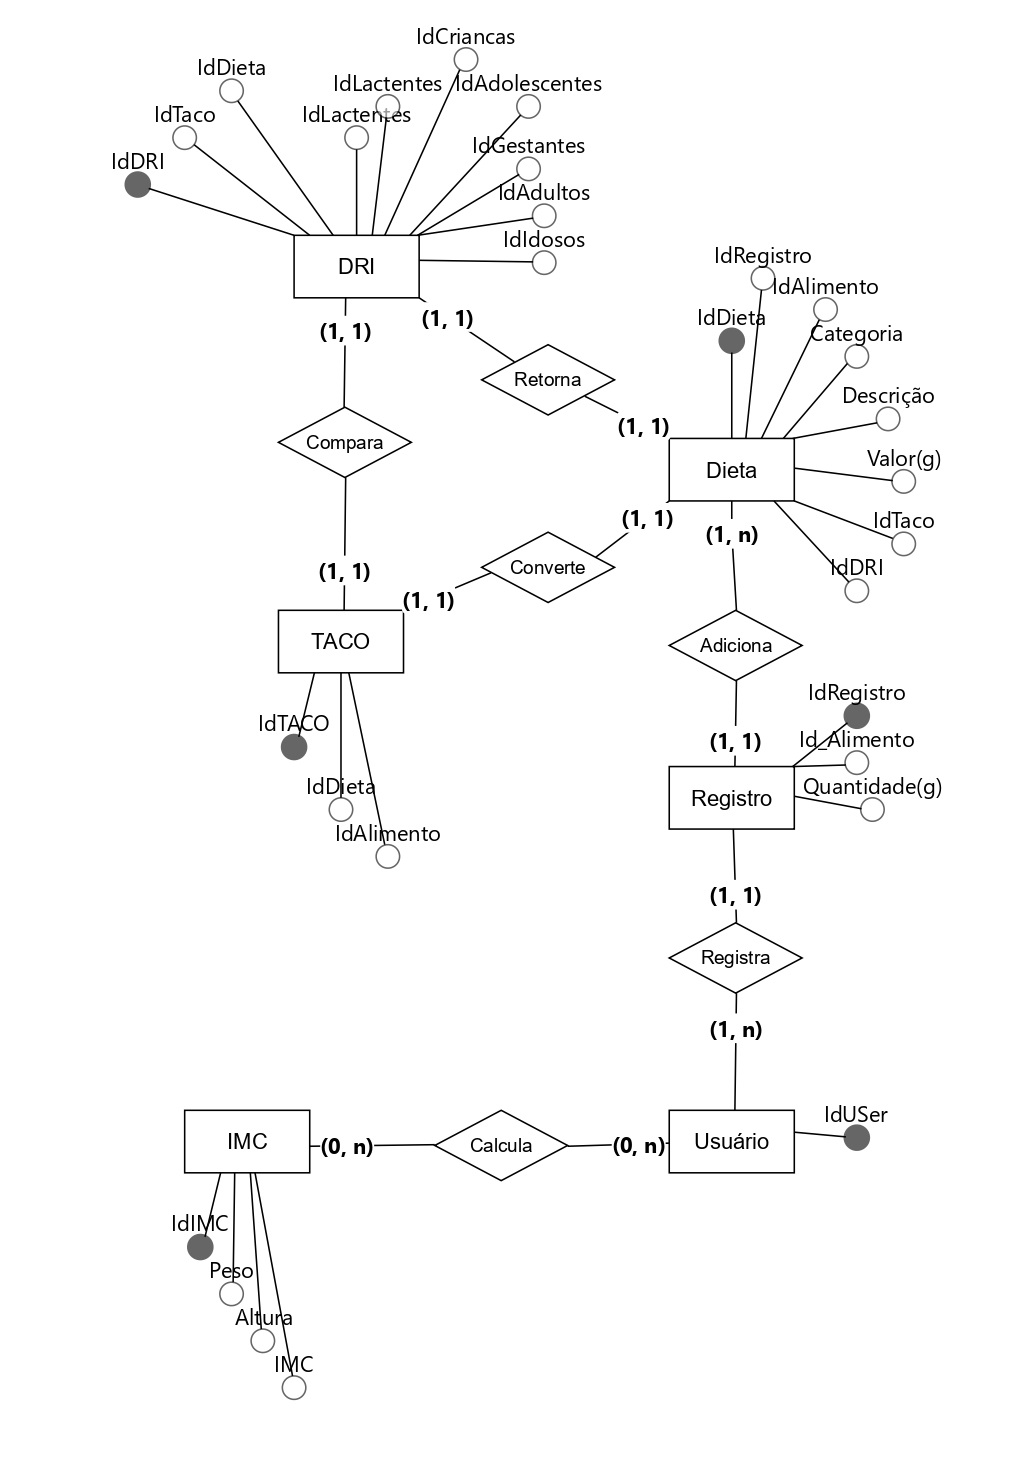 IdCriancas
IdDieta
IdLactentes
IdAdolescentes
IdTaco
IdLactentes
IdGestantes
IdDRI
IdAdultos
IdIdosos
DRI
IdRegistro
IdAlimento
IdDieta
Categoria
(1, 1)
(1, 1)
Retorna
Descrição
(1, 1)
Compara
Dieta
Valor(g)
(1, 1)
(1, n)
IdTaco
Converte
IdDRI
(1, 1)
(1, 1)
TACO
Adiciona
IdRegistro
IdTACO
(1, 1)
Id_Alimento
IdDieta
Registro
Quantidade(g)
IdAlimento
(1, 1)
Registra
(1, n)
IdUSer
IMC
(0, n)
Calcula
(0, n)
Usuário
IdIMC
Peso
Altura
IMC